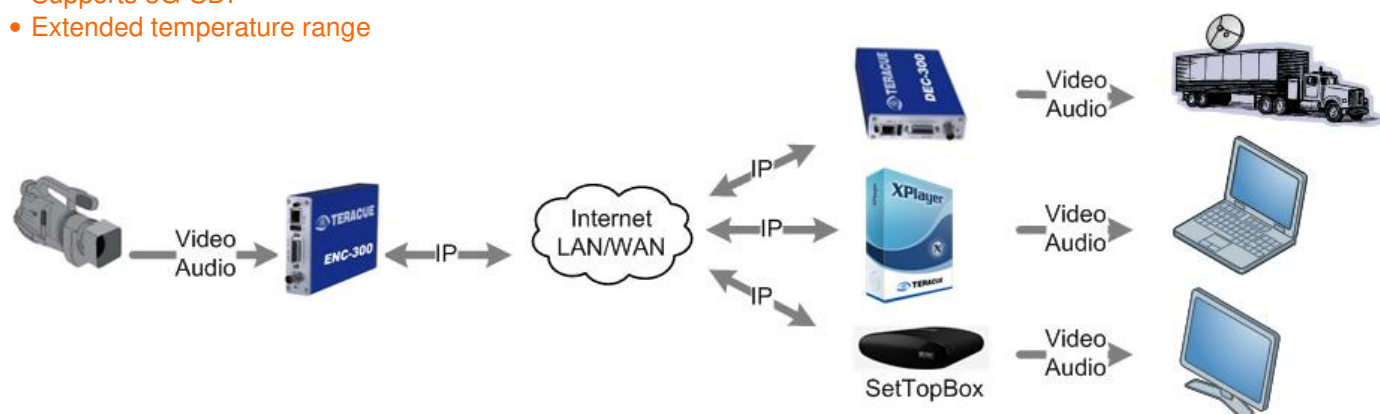 • Extended temperature range
Video
Audio
TERACUE
ENC-300
IP
Internet
LAN/WAN
IP
IP
IP
TERACUE
DEC-300
Video
Audio
XPlayer
XPlayer
TERACUE
Video
Audio
SetTopBox
Video
Audio